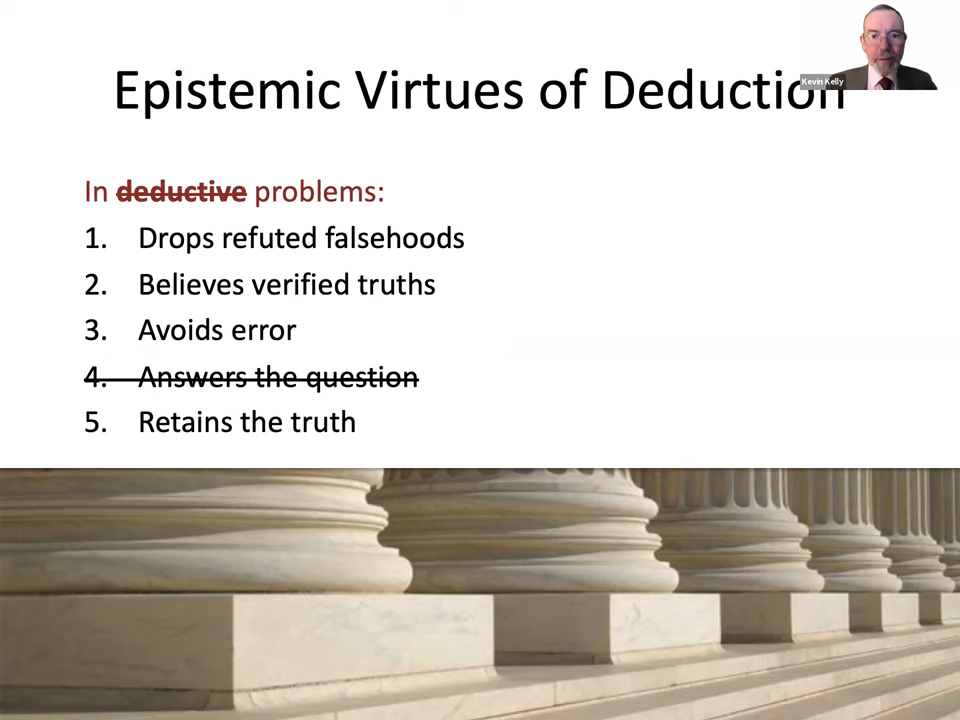 Epistemic Virtues of Deduction
Kevin Kelly
In deductive problems:
1. Drops refuted falsehoods
2. Believes verified truths
3. Avoids error
4. Answers the question
5. Retains the truth